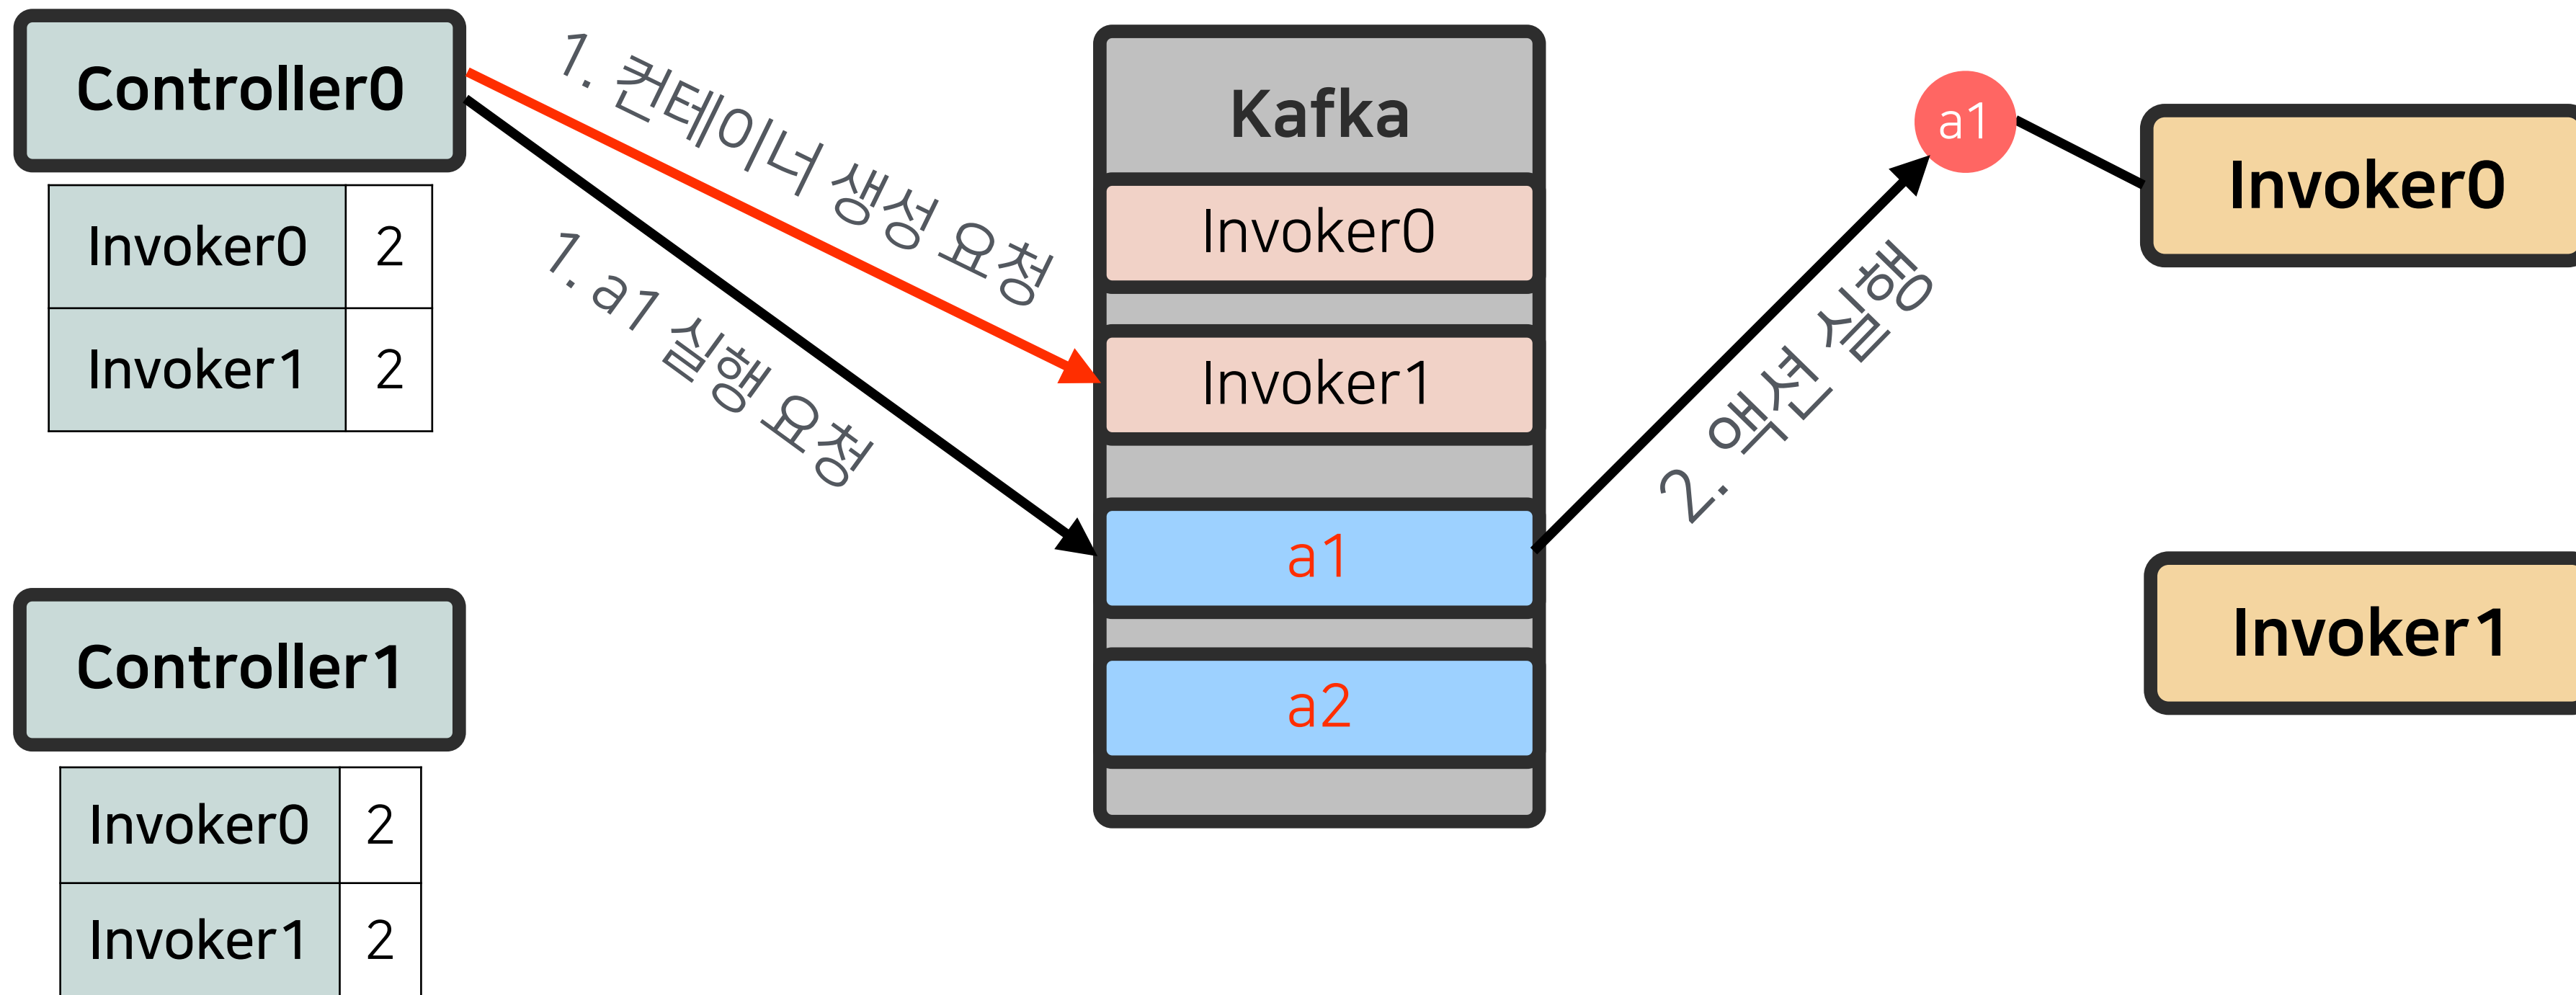 Controller0
Invoker0 2
Invoker1 2
Controller1
Invoker0 2
Invoker1 2
1. 컨테이너 생성 요청
1. a1 실행 요청
Kafka
Invoker0
Invoker1
a1
a2
2. 액션 실행
a1
Invoker0
Invoker1